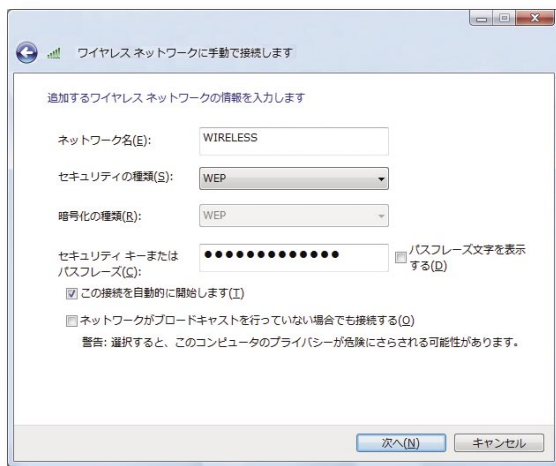 ワイヤレス ネットワークに手動で接続します
追加するワイヤレス ネットワークの情報を入力します
ネットワーク名(E):
WIRELESS
セキュリティの種類(S):
WEP
暗号化の種類(R):
WEP
セキュリティ キーまたは
パスフレーズ(C):
●●●●●●●●●●●●●
パスフレーズ文字を表示
する(D)
この接続を自動的に開始します(T)
ネットワークがブロードキャストを行っていない場合でも接続する(O)
警告: 選択すると、このコンピュータのプライバシーが危険にさらされる可能性があります。
次へ(N)
キャンセル